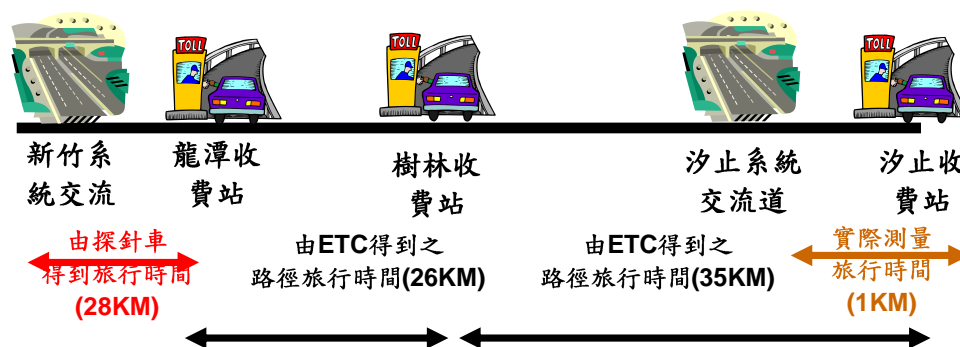 TOLL
TOLL
TOLL
新竹系
統交流
龍潭收
費站
樹林收
費站
汐止系統
交流道
汐止收
費站
由探針車
得到旅行時間
(28KM)
由ETC得到之
路徑旅行時間(26KM)
由ETC得到之
路徑旅行時間(35KM)
實際測量
旅行時間
(1KM)